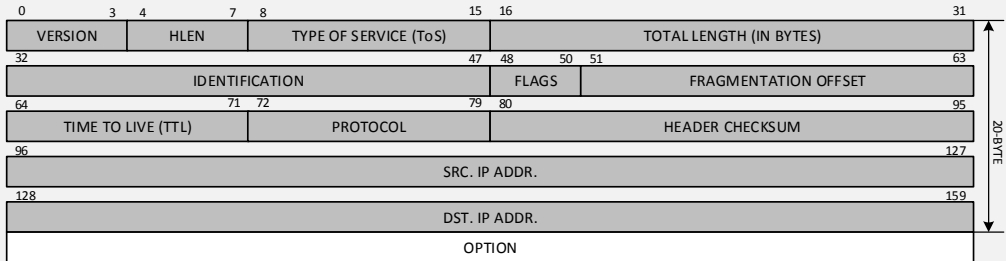 0 3 4 7 8 15 16 31
VERSION HLEN TYPE OF SERVICE (ToS) TOTAL LENGTH (IN BYTES)
32 47 48 50 51 63
IDENTIFICATION FLAGS FRAGMENTATION OFFSET
64 71 72 79 80 95
TIME TO LIVE (TTL) PROTOCOL HEADER CHECKSUM
96 127
SRC. IP ADDR.
128 159
DST. IP ADDR.
OPTION
20-BYTE